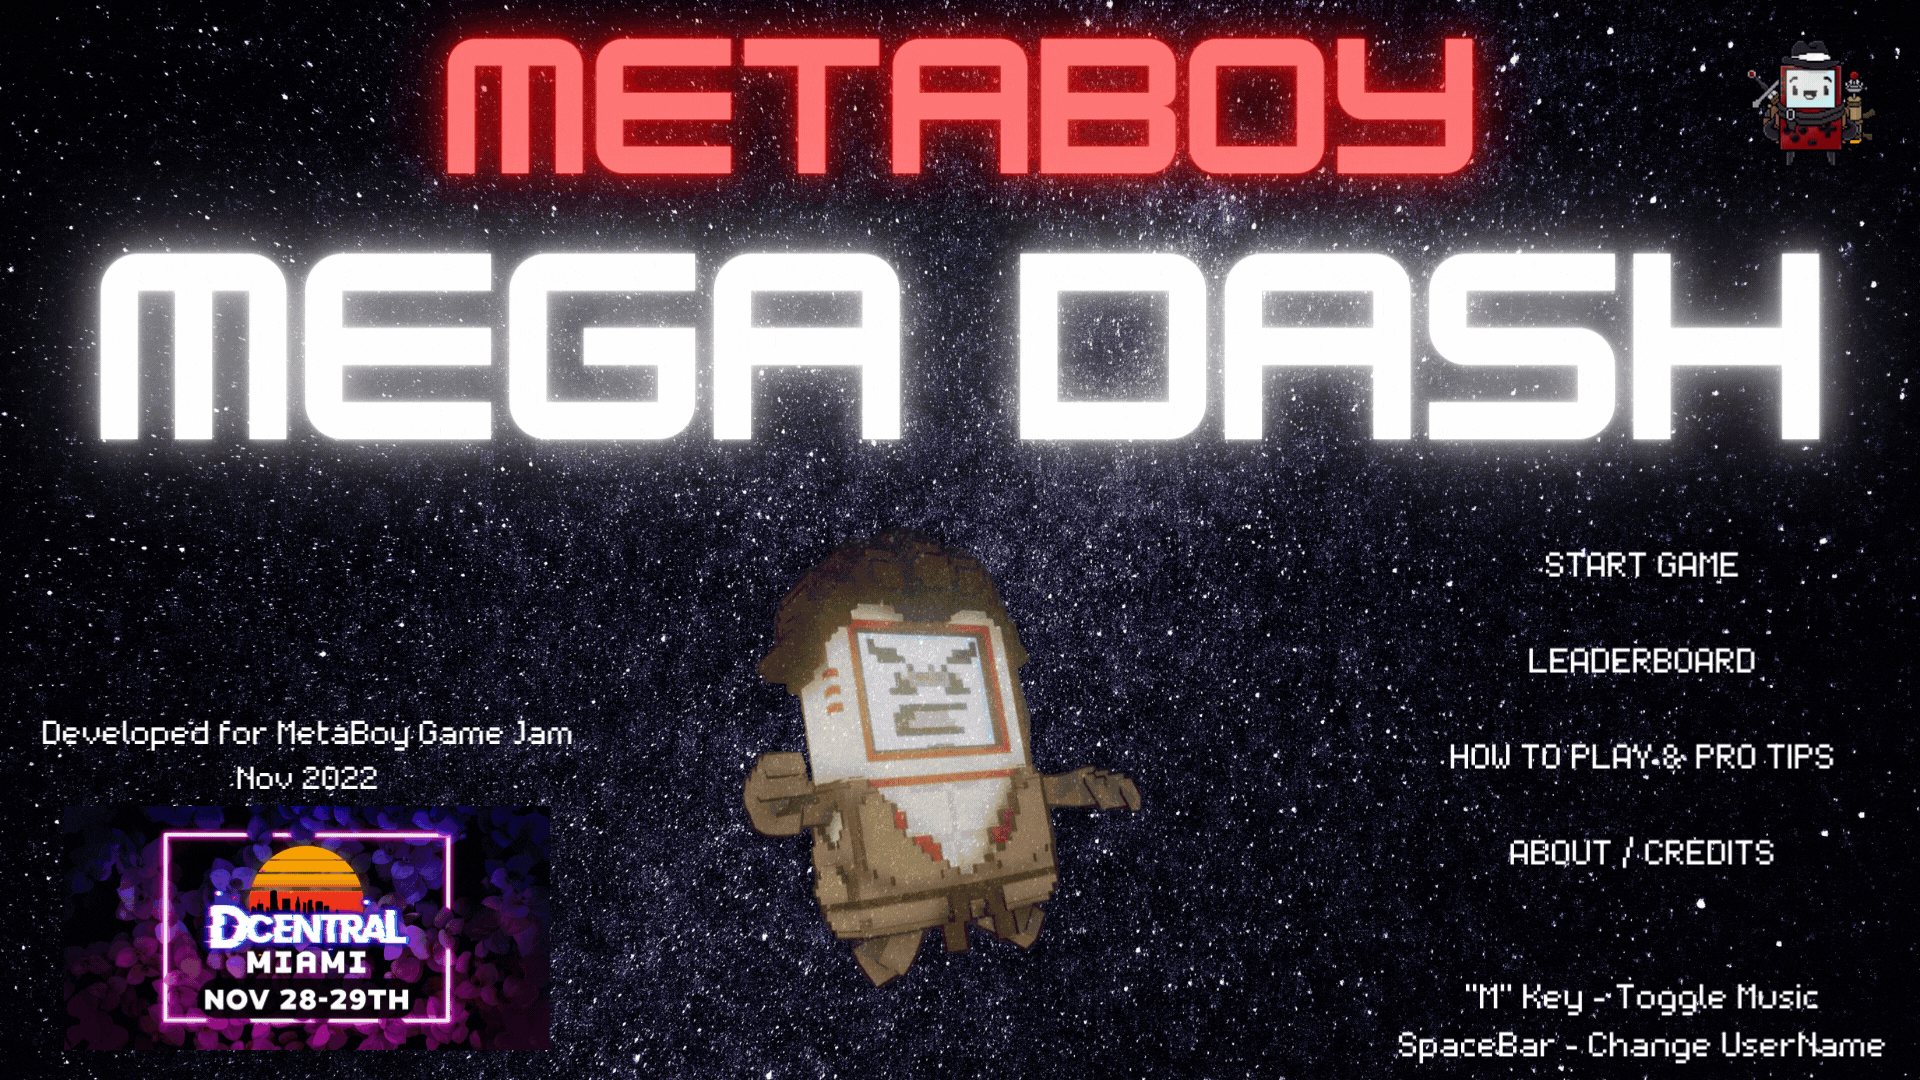 METABOY
MEGA DASH
START GAME
LEADERBOARD
HOW TO PLAY & PRO TIPS
ABOUT / CREDITS
Developed for MetaBoy Game Jam
Nov 2022
DCENTRAL
MIAMI
NOV 28-29TH
"M" Key - Toggle Music
SpaceBar - Change UserName